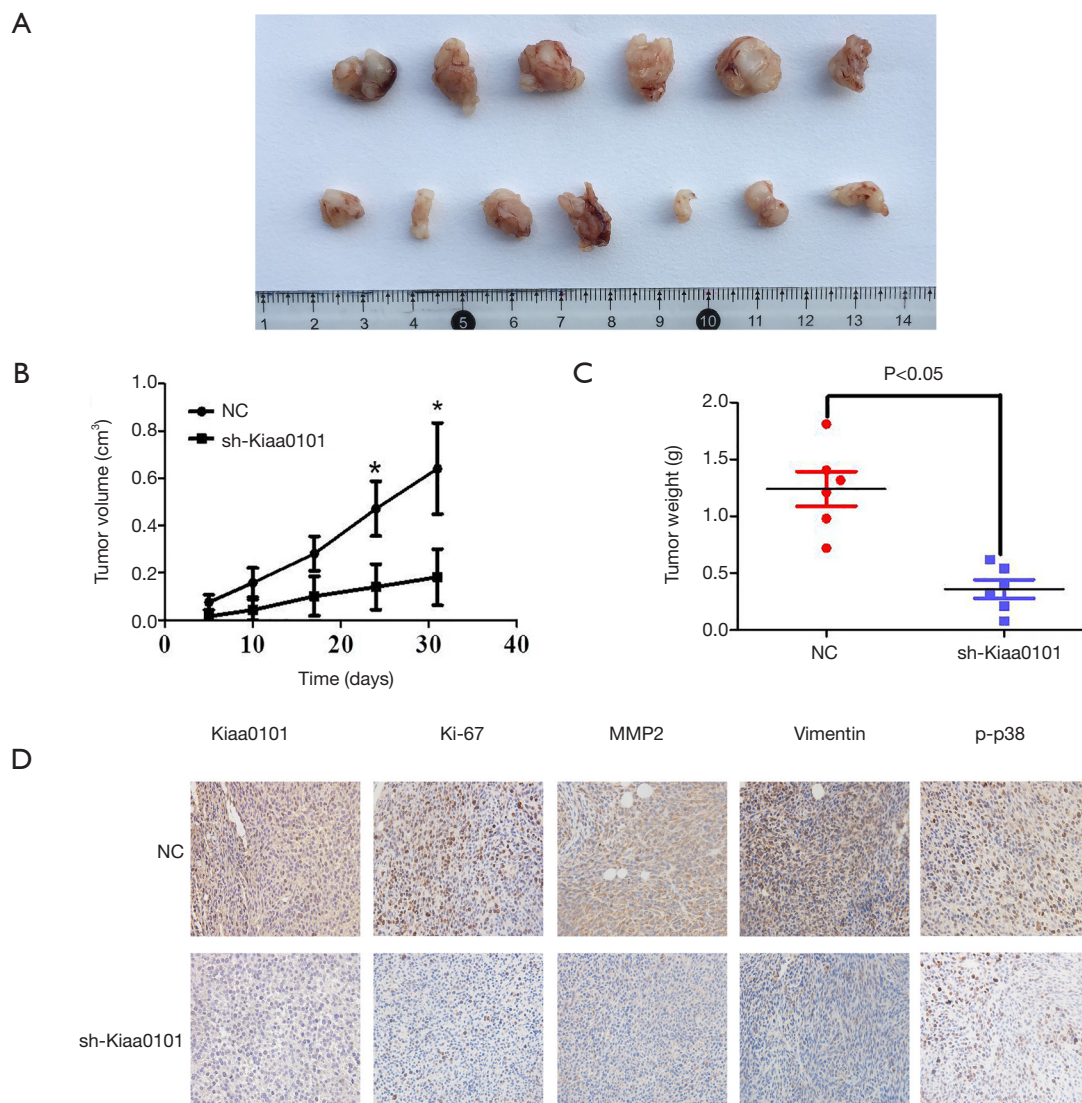 A
1 2 3 4 5 6 7 8 9 10 11 12 13 14
B
1.0
0.8
0.6
0.4
0.2
0.0
Tumor volume (cm³)
NC
sh-Kiaa0101
*
*
0 10 20 30 40
Time (days)
C
P<0.05
2.0
1.5
1.0
0.5
0.0
Tumor weight (g)
NC sh-Kiaa0101
D
Kiaa0101 Ki-67 MMP2 Vimentin p-p38
NC
sh-Kiaa0101